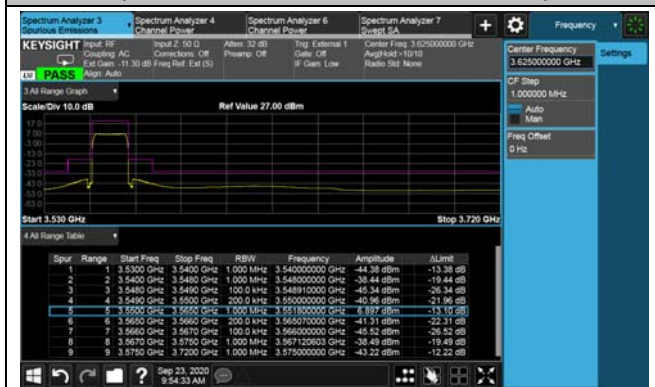 Spectrum Analyzer 3
Spurious Emissions
Spectrum Analyzer 4
Channel Power
Spectrum Analyzer 6
Channel Power
Spectrum Analyzer 7
Swept SA
+
Frequency
KEYSIGHT Input: RF
Coupling: AC
Ext Gain: -11.30 dB
Align: Auto
Input Z: 50 Ω
Corrections: Off
Freq Ref: Ext (S)
Atten: 32 dB
Preamp: Off
Trig: External 1
Gate: Off
IF Gain: Low
Center Freq: 3.625000000 GHz
Avg|Hold:>10/10
Radio Std: None
LXI PASS
Center Frequency
3.625000000 GHz
Settings
CF Step
1.000000 MHz
Auto
Man
Freq Offset
0 Hz
3 All Range Graph
Scale/Div 10.0 dB
Ref Value 27.00 dBm
17.0
7.00
-3.00
-13.0
-23.0
-33.0
-43.0
-53.0
-63.0
Start 3.530 GHz
Stop 3.720 GHz
4 All Range Table
Spur Range Start Freq Stop Freq RBW Frequency Amplitude ΔLimit
1 1 3.5300 GHz 3.5400 GHz 1.000 MHz 3.540000000 GHz -44.38 dBm -13.38 dB
2 2 3.5400 GHz 3.5480 GHz 1.000 MHz 3.548000000 GHz -38.44 dBm -19.44 dB
3 3 3.5480 GHz 3.5490 GHz 100.0 kHz 3.548910000 GHz -45.34 dBm -26.34 dB
4 4 3.5490 GHz 3.5500 GHz 200.0 kHz 3.550000000 GHz -40.96 dBm -21.96 dB
5 5 3.5500 GHz 3.5650 GHz 1.000 MHz 3.551800000 GHz 6.897 dBm -13.10 dB
6 6 3.5650 GHz 3.5660 GHz 200.0 kHz 3.565070000 GHz -41.31 dBm -22.31 dB
7 7 3.5660 GHz 3.5670 GHz 100.0 kHz 3.566000000 GHz -45.52 dBm -26.52 dB
8 8 3.5670 GHz 3.5750 GHz 1.000 MHz 3.567120603 GHz -38.49 dBm -19.49 dB
9 9 3.5750 GHz 3.7200 GHz 1.000 MHz 3.575000000 GHz -43.22 dBm -12.22 dB
?
Sep 23, 2020
9:54:33 AM